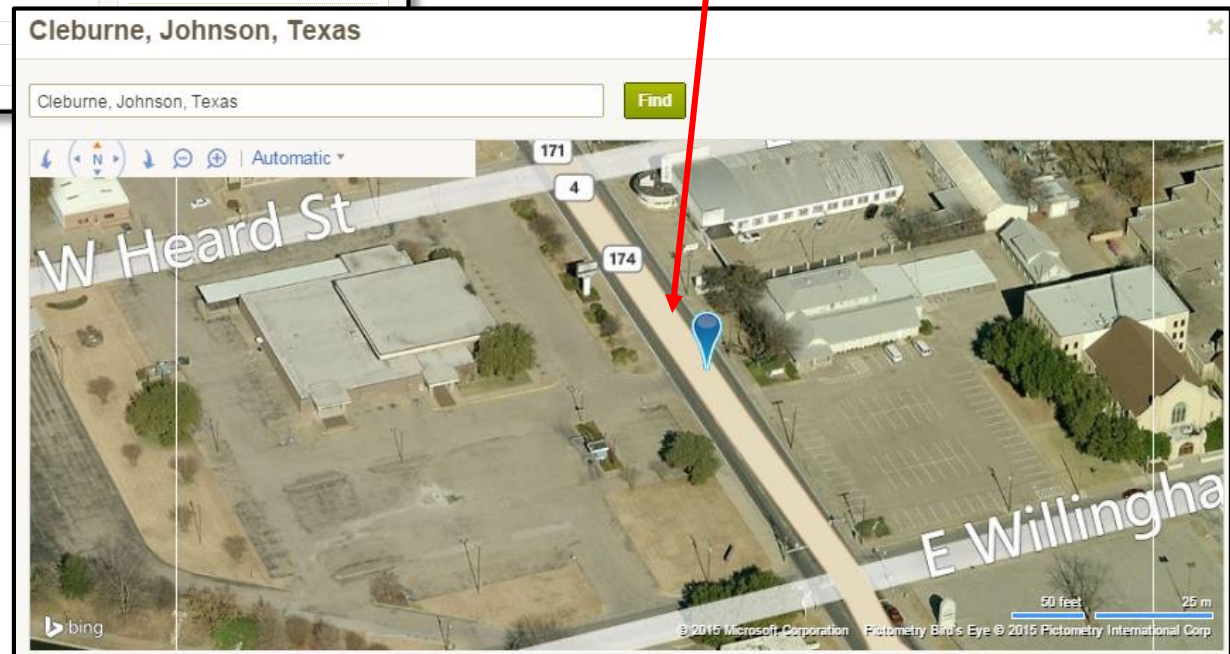 Cleburne, Johnson, Texas
Cleburne, Johnson, Texas
Find
N
Automatic
171
4
174
W Heard St
E Willingha
50 feet
25 m
bing
© 2015 Microsoft Corporation Pictometry Bird's Eye © 2015 Pictometry International Corp